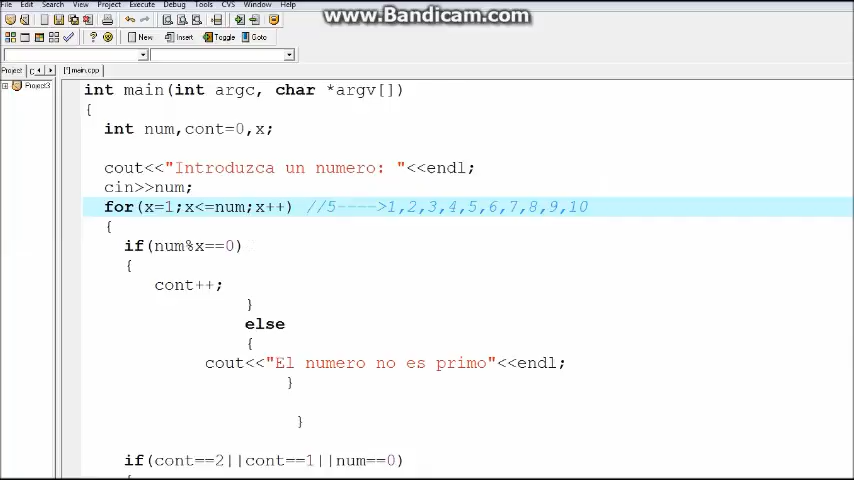 www.Bandicam.com
File Edit Search View Project Execute Debug Tools CVS Window Help
New Insert Toggle Goto
Project C [*] main.cpp
Project3
int main(int argc, char *argv[])
{
int num,cont=0,x;
cout<<"Introduzca un numero: "<<endl;
cin>>num;
for(x=1;x<=num;x++) //5---->1,2,3,4,5,6,7,8,9,10
{
if(num%x==0)
{
cont++;
}
else
{
cout<<"El numero no es primo"<<endl;
}
}
if(cont==2||cont==1||num==0)